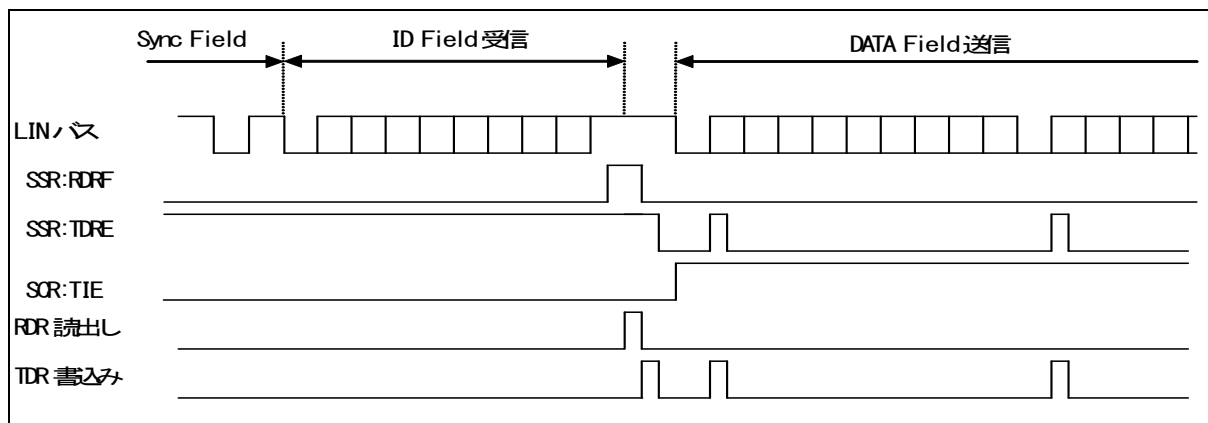 Sync Field
ID Field受信
DATA Field送信
LINバス
SSR:RDRF
SSR:TDRE
SCR:TIE
RDR読出し
TDR書込み